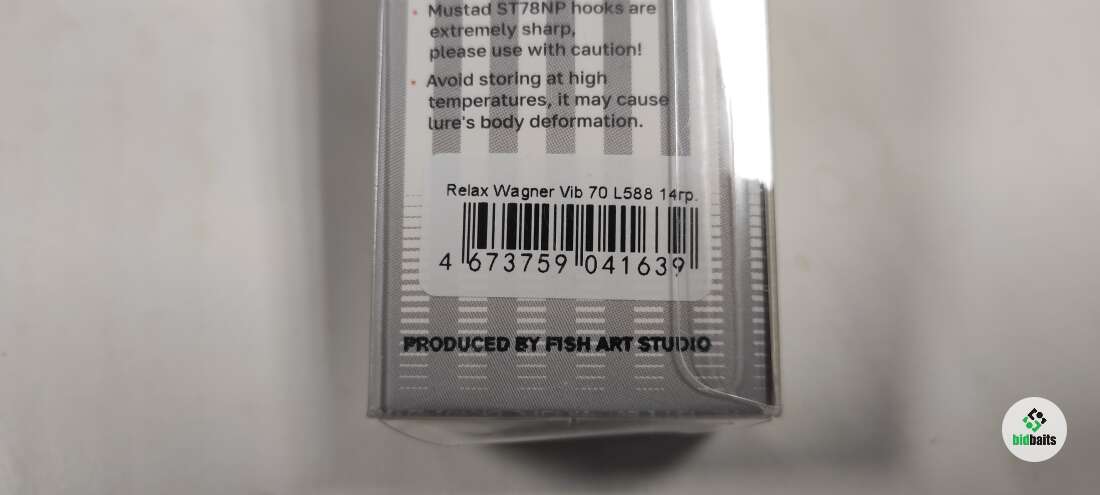 Mustad ST78NP hooks are
extremely sharp,
please use with caution!
Avoid storing at high
temperatures, it may cause
lure's body deformation.
Relax Wagner Vib 70 L588 14гр.
4 673759 041639
PRODUCED BY FISH ART STUDIO
bidbaits